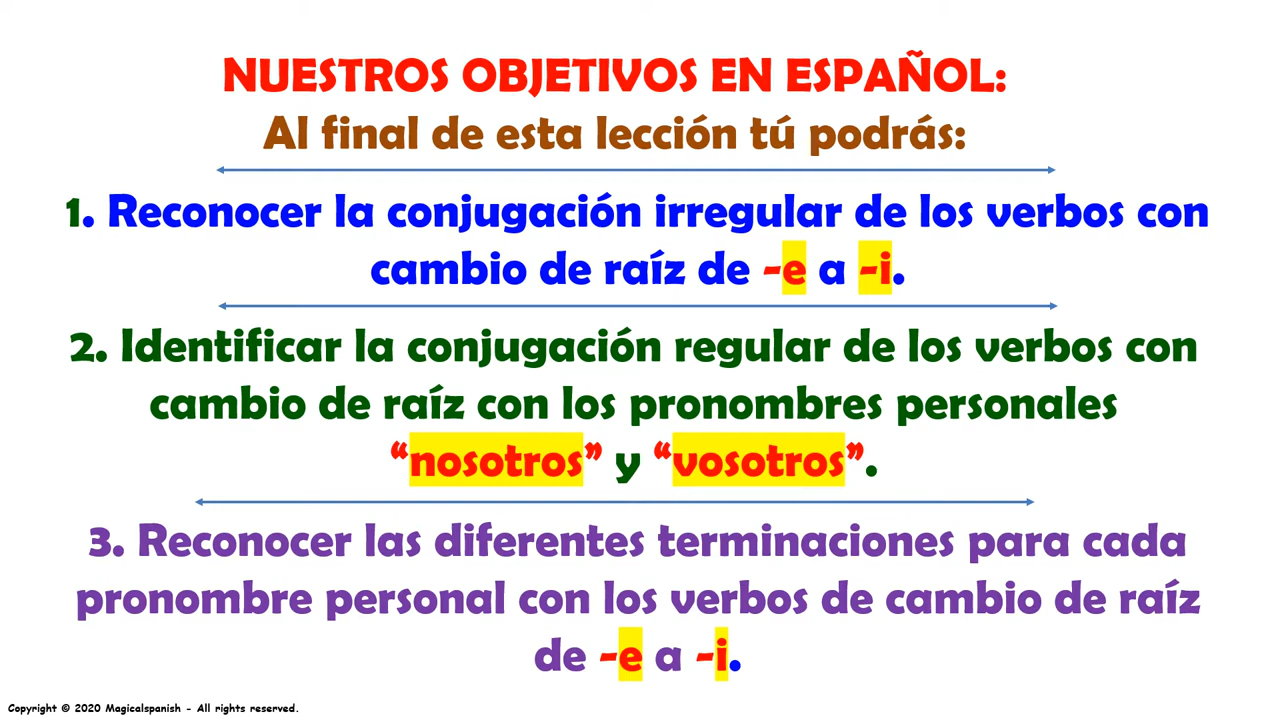 NUESTROS OBJETIVOS EN ESPAÑOL:
Al final de esta lección tú podrás:
1. Reconocer la conjugación irregular de los verbos con
cambio de raíz de -e a -i.
2. Identificar la conjugación regular de los verbos con
cambio de raíz con los pronombres personales
“nosotros” y “vosotros”.
3. Reconocer las diferentes terminaciones para cada
pronombre personal con los verbos de cambio de raíz
de -e a -i.
Copyright © 2020 Magicalspanish - All rights reserved.